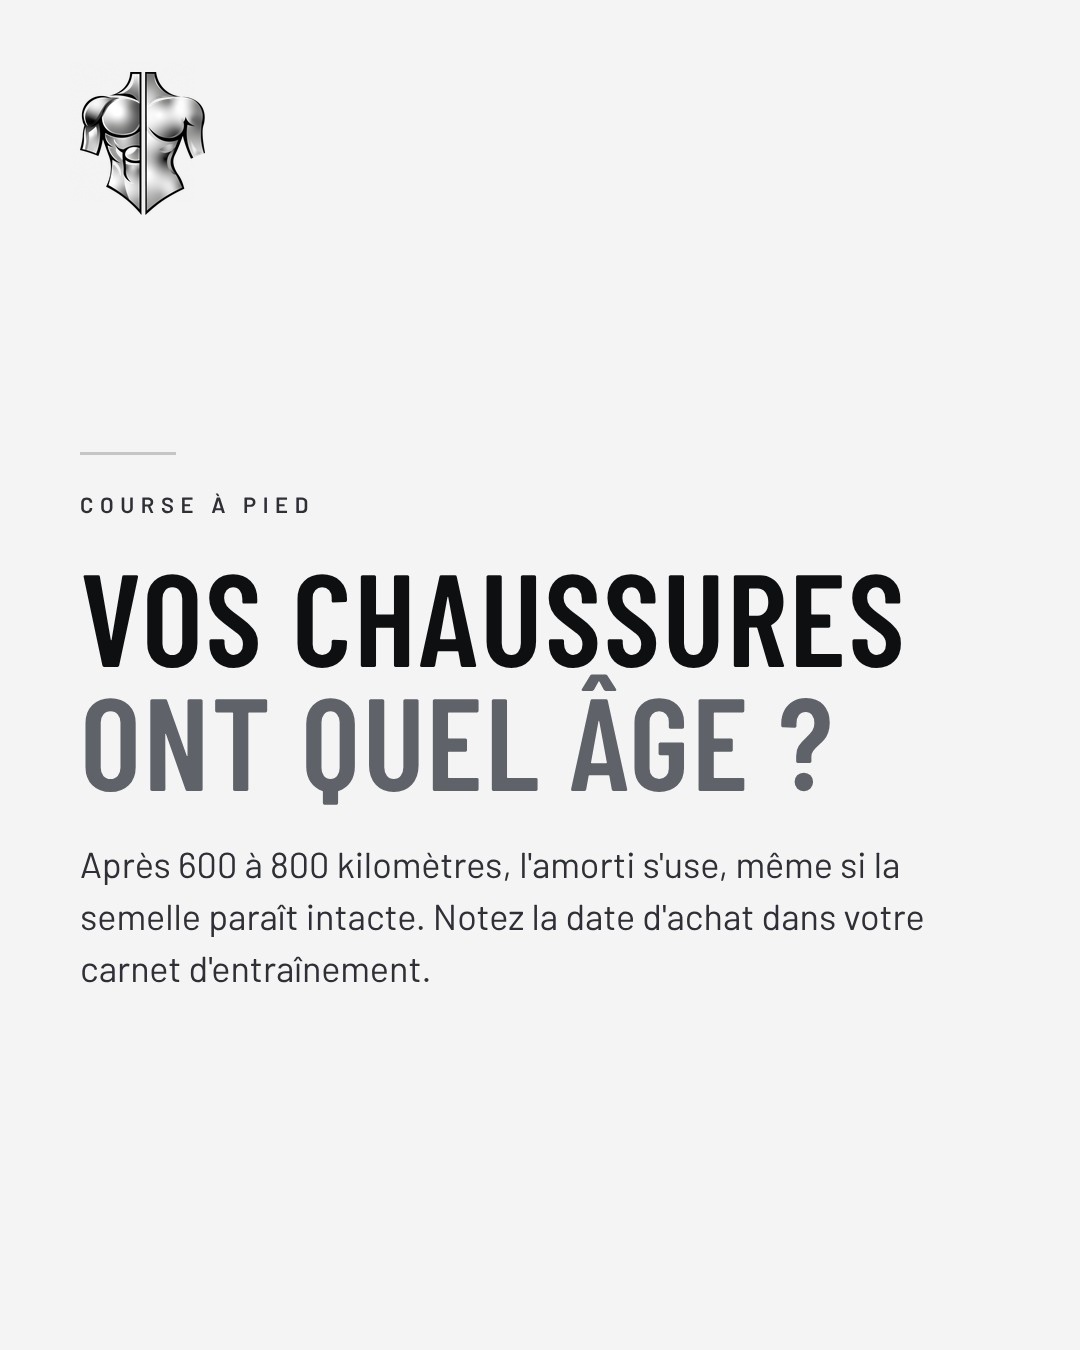 COURSE À PIED
VOS CHAUSSURES
ONT QUEL ÂGE ?
Après 600 à 800 kilomètres, l'amorti s'use, même si la
semelle paraît intacte. Notez la date d'achat dans votre
carnet d'entraînement.